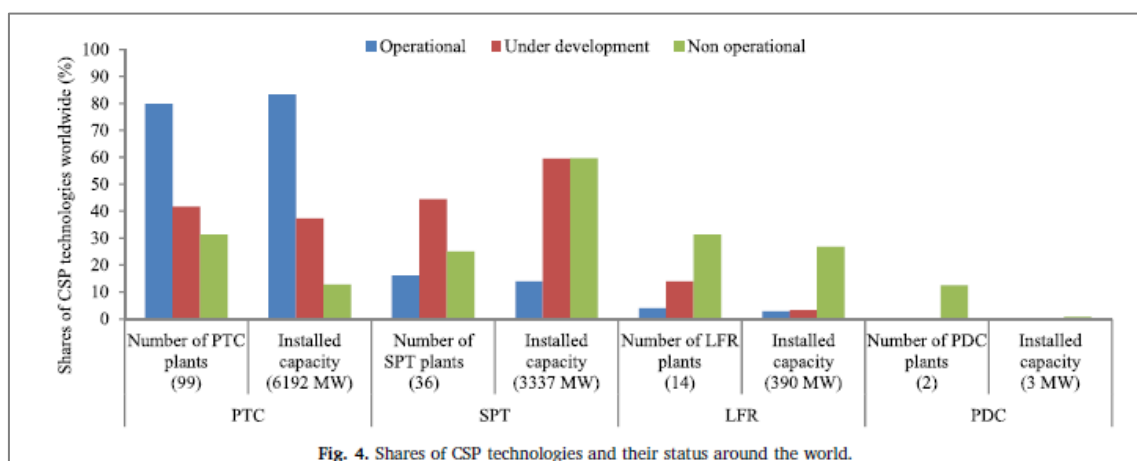 Shares of CSP technologies worldwide (%)
100
90
80
70
60
50
40
30
20
10
0
Operational Under development Non operational
Number of PTC plants (99)
Installed capacity (6192 MW)
Number of SPT plants (36)
Installed capacity (3337 MW)
Number of LFR plants (14)
Installed capacity (390 MW)
Number of PDC plants (2)
Installed capacity (3 MW)
PTC SPT LFR PDC
Fig. 4. Shares of CSP technologies and their status around the world.